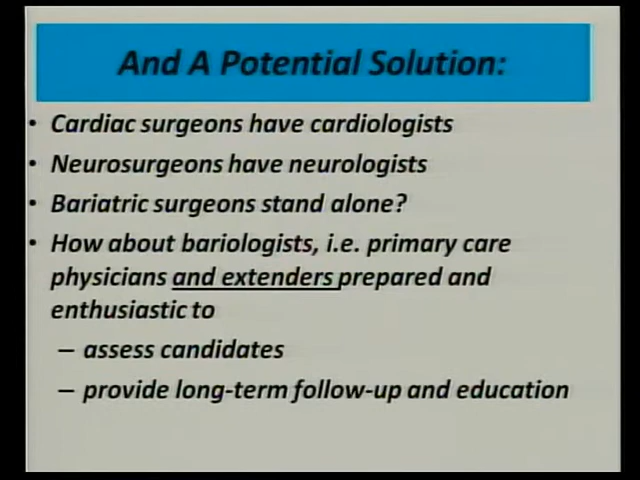 And A Potential Solution:
• Cardiac surgeons have cardiologists
• Neurosurgeons have neurologists
• Bariatric surgeons stand alone?
• How about bariologists, i.e. primary care
physicians and extenders prepared and
enthusiastic to
– assess candidates
– provide long-term follow-up and education